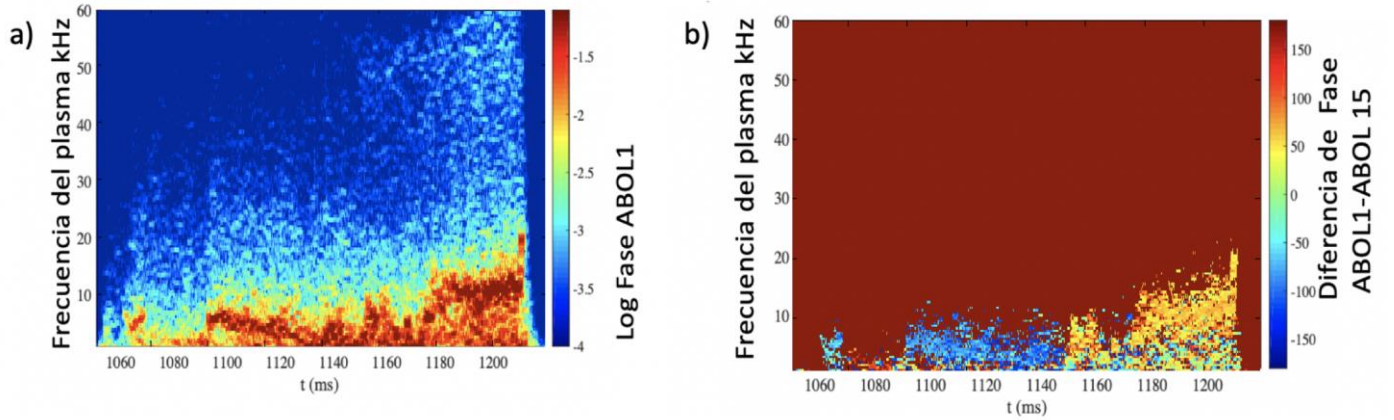 a)
Frecuencia del plasma kHz
60
50
40
30
20
10
1060 1080 1100 1120 1140 1160 1180 1200
t (ms)
-1.5
-2
-2.5
-3
-3.5
-4
Log Fase ABOL1
b)
Frecuencia del plasma kHz
60
50
40
30
20
10
1060 1080 1100 1120 1140 1160 1180 1200
t (ms)
150
100
50
0
-50
-100
-150
Diferencia de Fase
ABOL1-ABOL 15